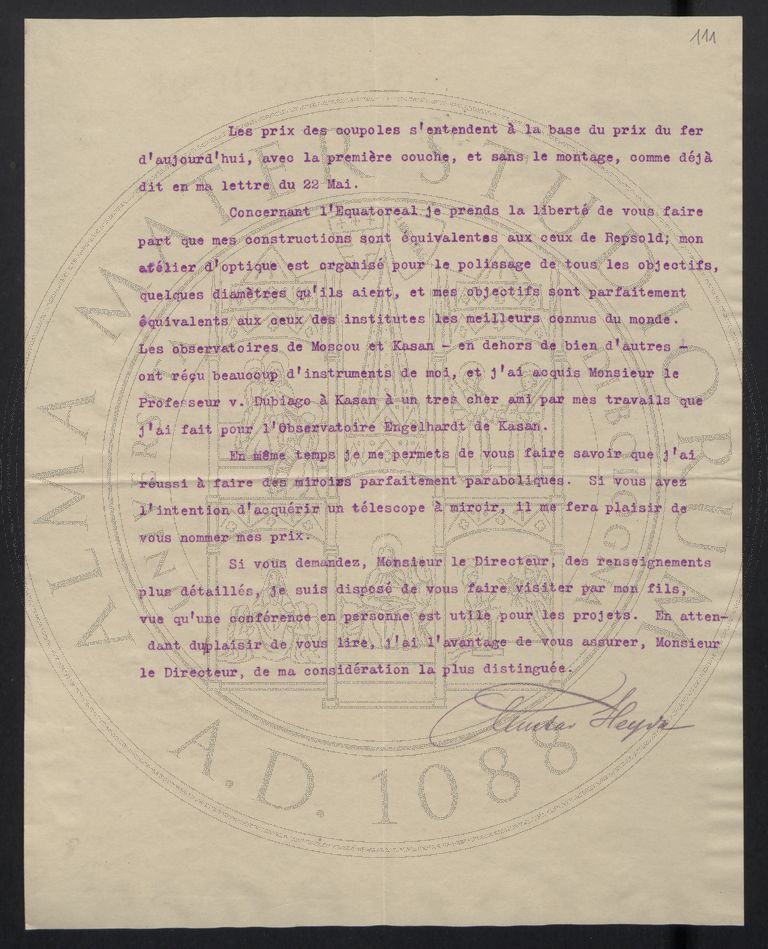 111
Les prix des coupoles s'entendent à la base du prix du fer
d'aujourd'hui, avec la première couche, et sans le montage, comme déjà
dit en ma lettre du 22 Mai.
Concernant l'Equatoreal je prends la liberté de vous faire
part que mes constructions sont équivalentes aux ceux de Repsold; mon
atélier d'optique est organisé pour le polissage de tous les objectifs,
quelques diamètres qu'ils aient, et mes objectifs sont parfaitement
équivalents aux ceux des institutes les meilleurs connus du monde.
Les observatoires de Moscou et Kasan - en dehors de bien d'autres -
ont réçu beaucoup d'instruments de moi, et j'ai acquis Monsieur le
Professeur v. Dubiago à Kasan à un tres cher ami par mes travails que
j'ai fait pour l'Observatoire Engelhardt de Kasan.
En même temps je me permets de vous faire savoir que j'ai
réussi à faire des miroirs parfaitement paraboliques. Si vous avez
l'intention d'acquérir un télescope à miroir, il me fera plaisir de
vous nommer mes prix.
Si vous demandez, Monsieur le Directeur, des renseignements
plus détaillés, je suis disposé de vous faire visiter par mon fils,
vue qu'une conférence en personne est utile pour les projets. En atten-
dant duplaisir de vous lire, j'ai l'avantage de vous assurer, Monsieur
le Directeur, de ma considération la plus distinguée.
Gustav Heyde
ALMA MATER STUDIORUM
A.D. 1088